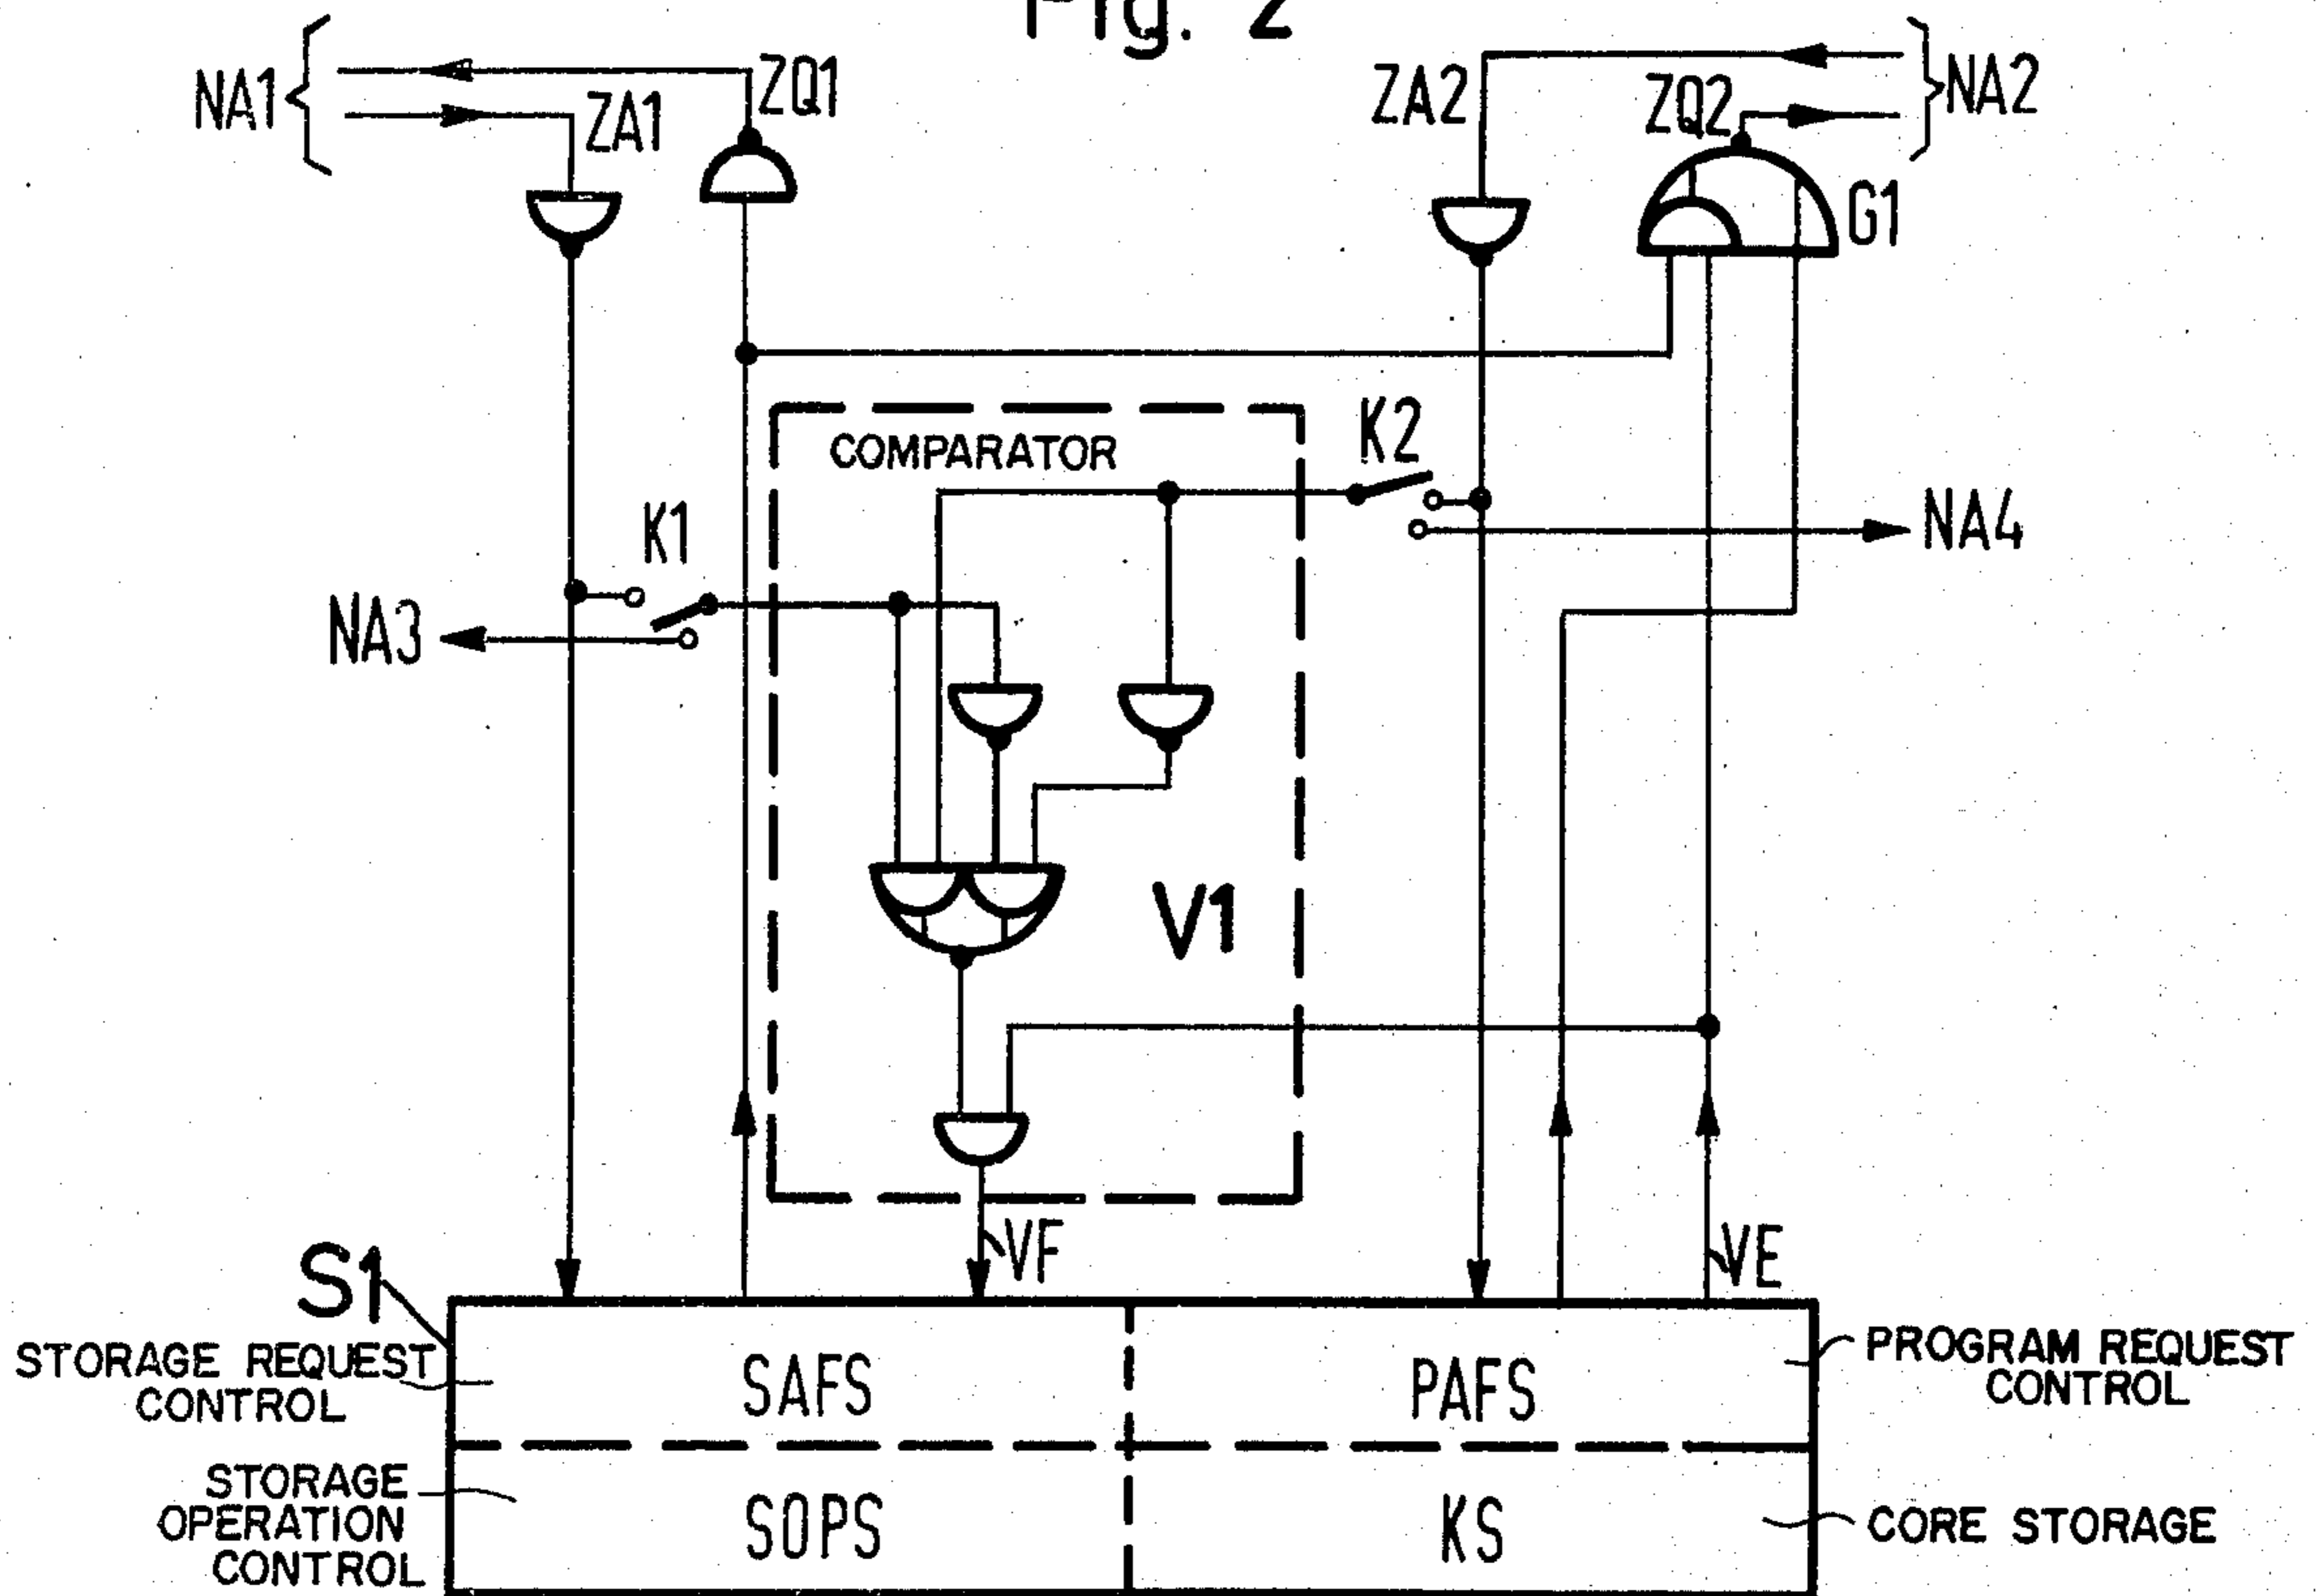 Fig. 2
NA1
ZQ1
ZA1
ZA2
ZQ2
NA2
G1
COMPARATOR
K2
K1
NA4
NA3
V1
VF
VE
S1
STORAGE REQUEST
CONTROL
SAFS
PAFS
PROGRAM REQUEST
CONTROL
STORAGE
OPERATION
CONTROL
SOPS
KS
CORE STORAGE